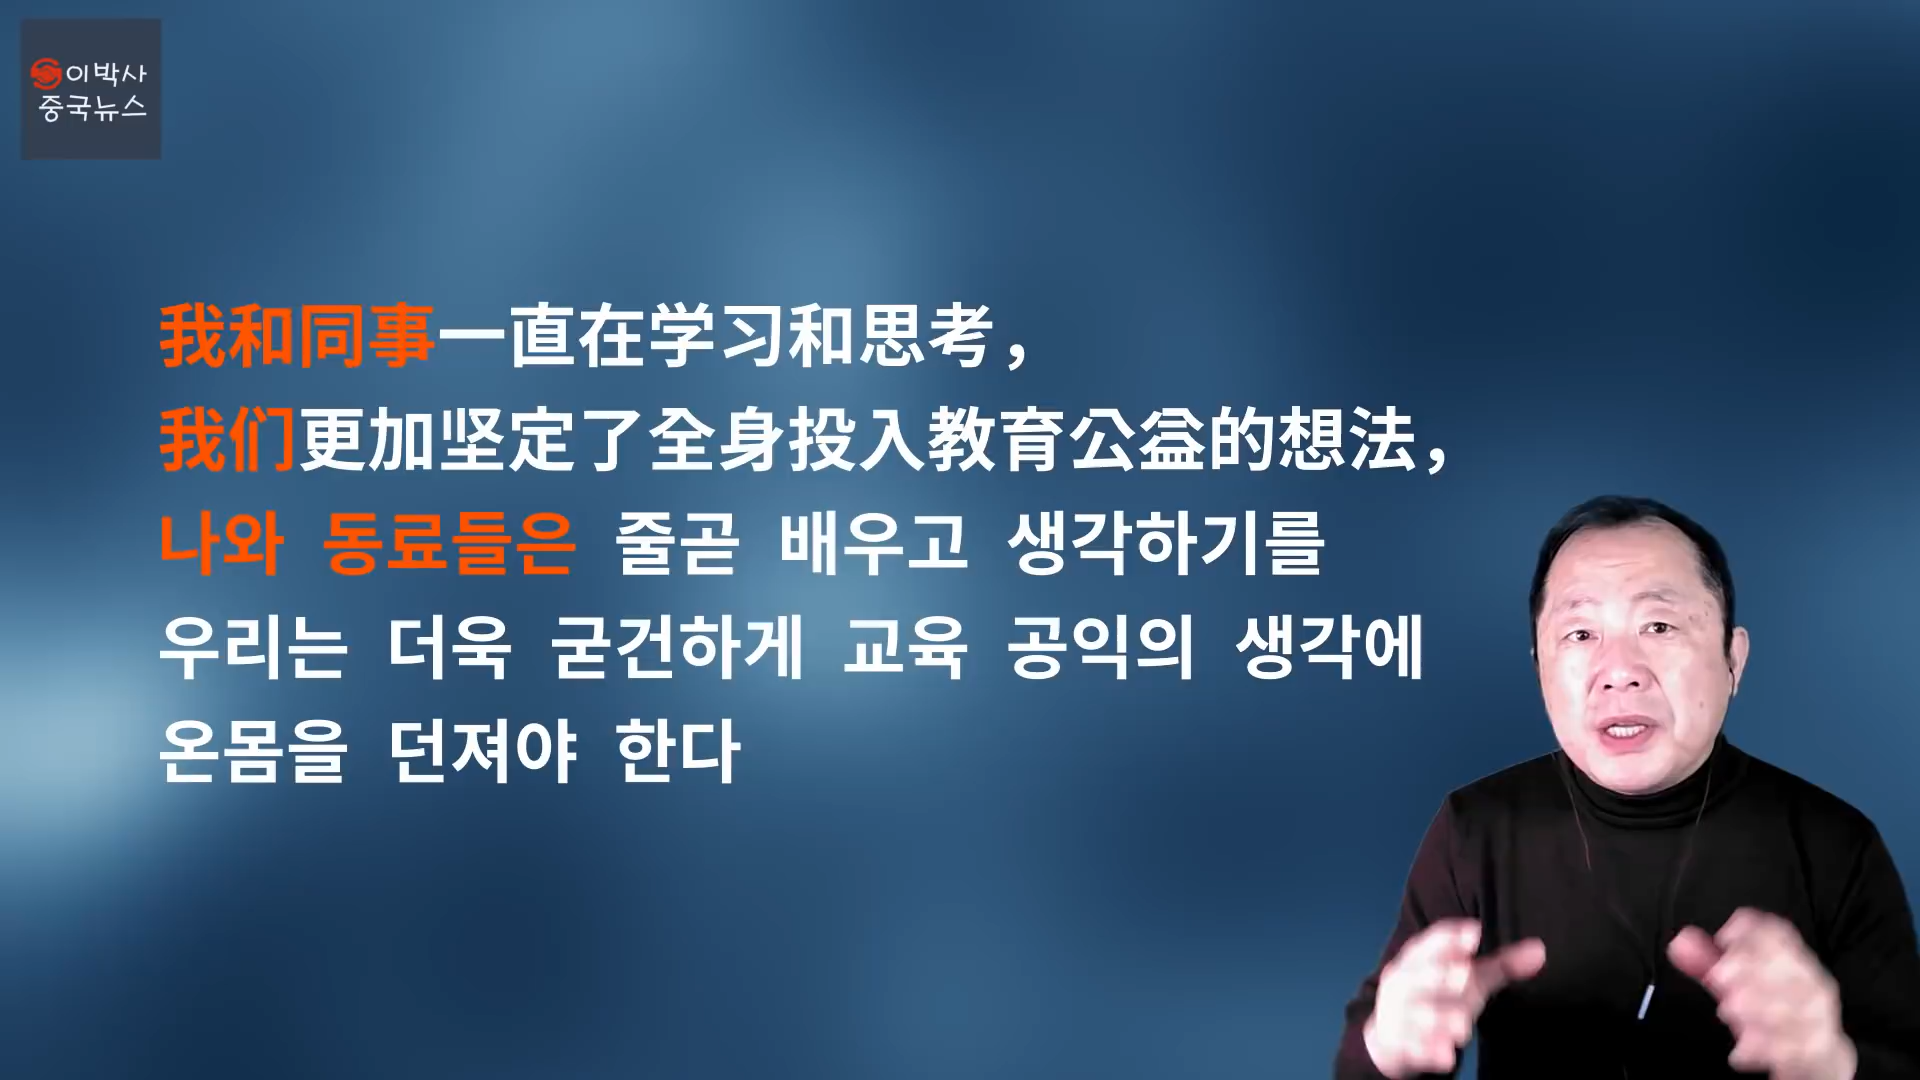 이박사
중국뉴스
我和同事一直在学习和思考，
我们更加坚定了全身投入教育公益的想法，
나와 동료들은 줄곧 배우고 생각하기를
우리는 더욱 굳건하게 교육 공익의 생각에
온몸을 던져야 한다